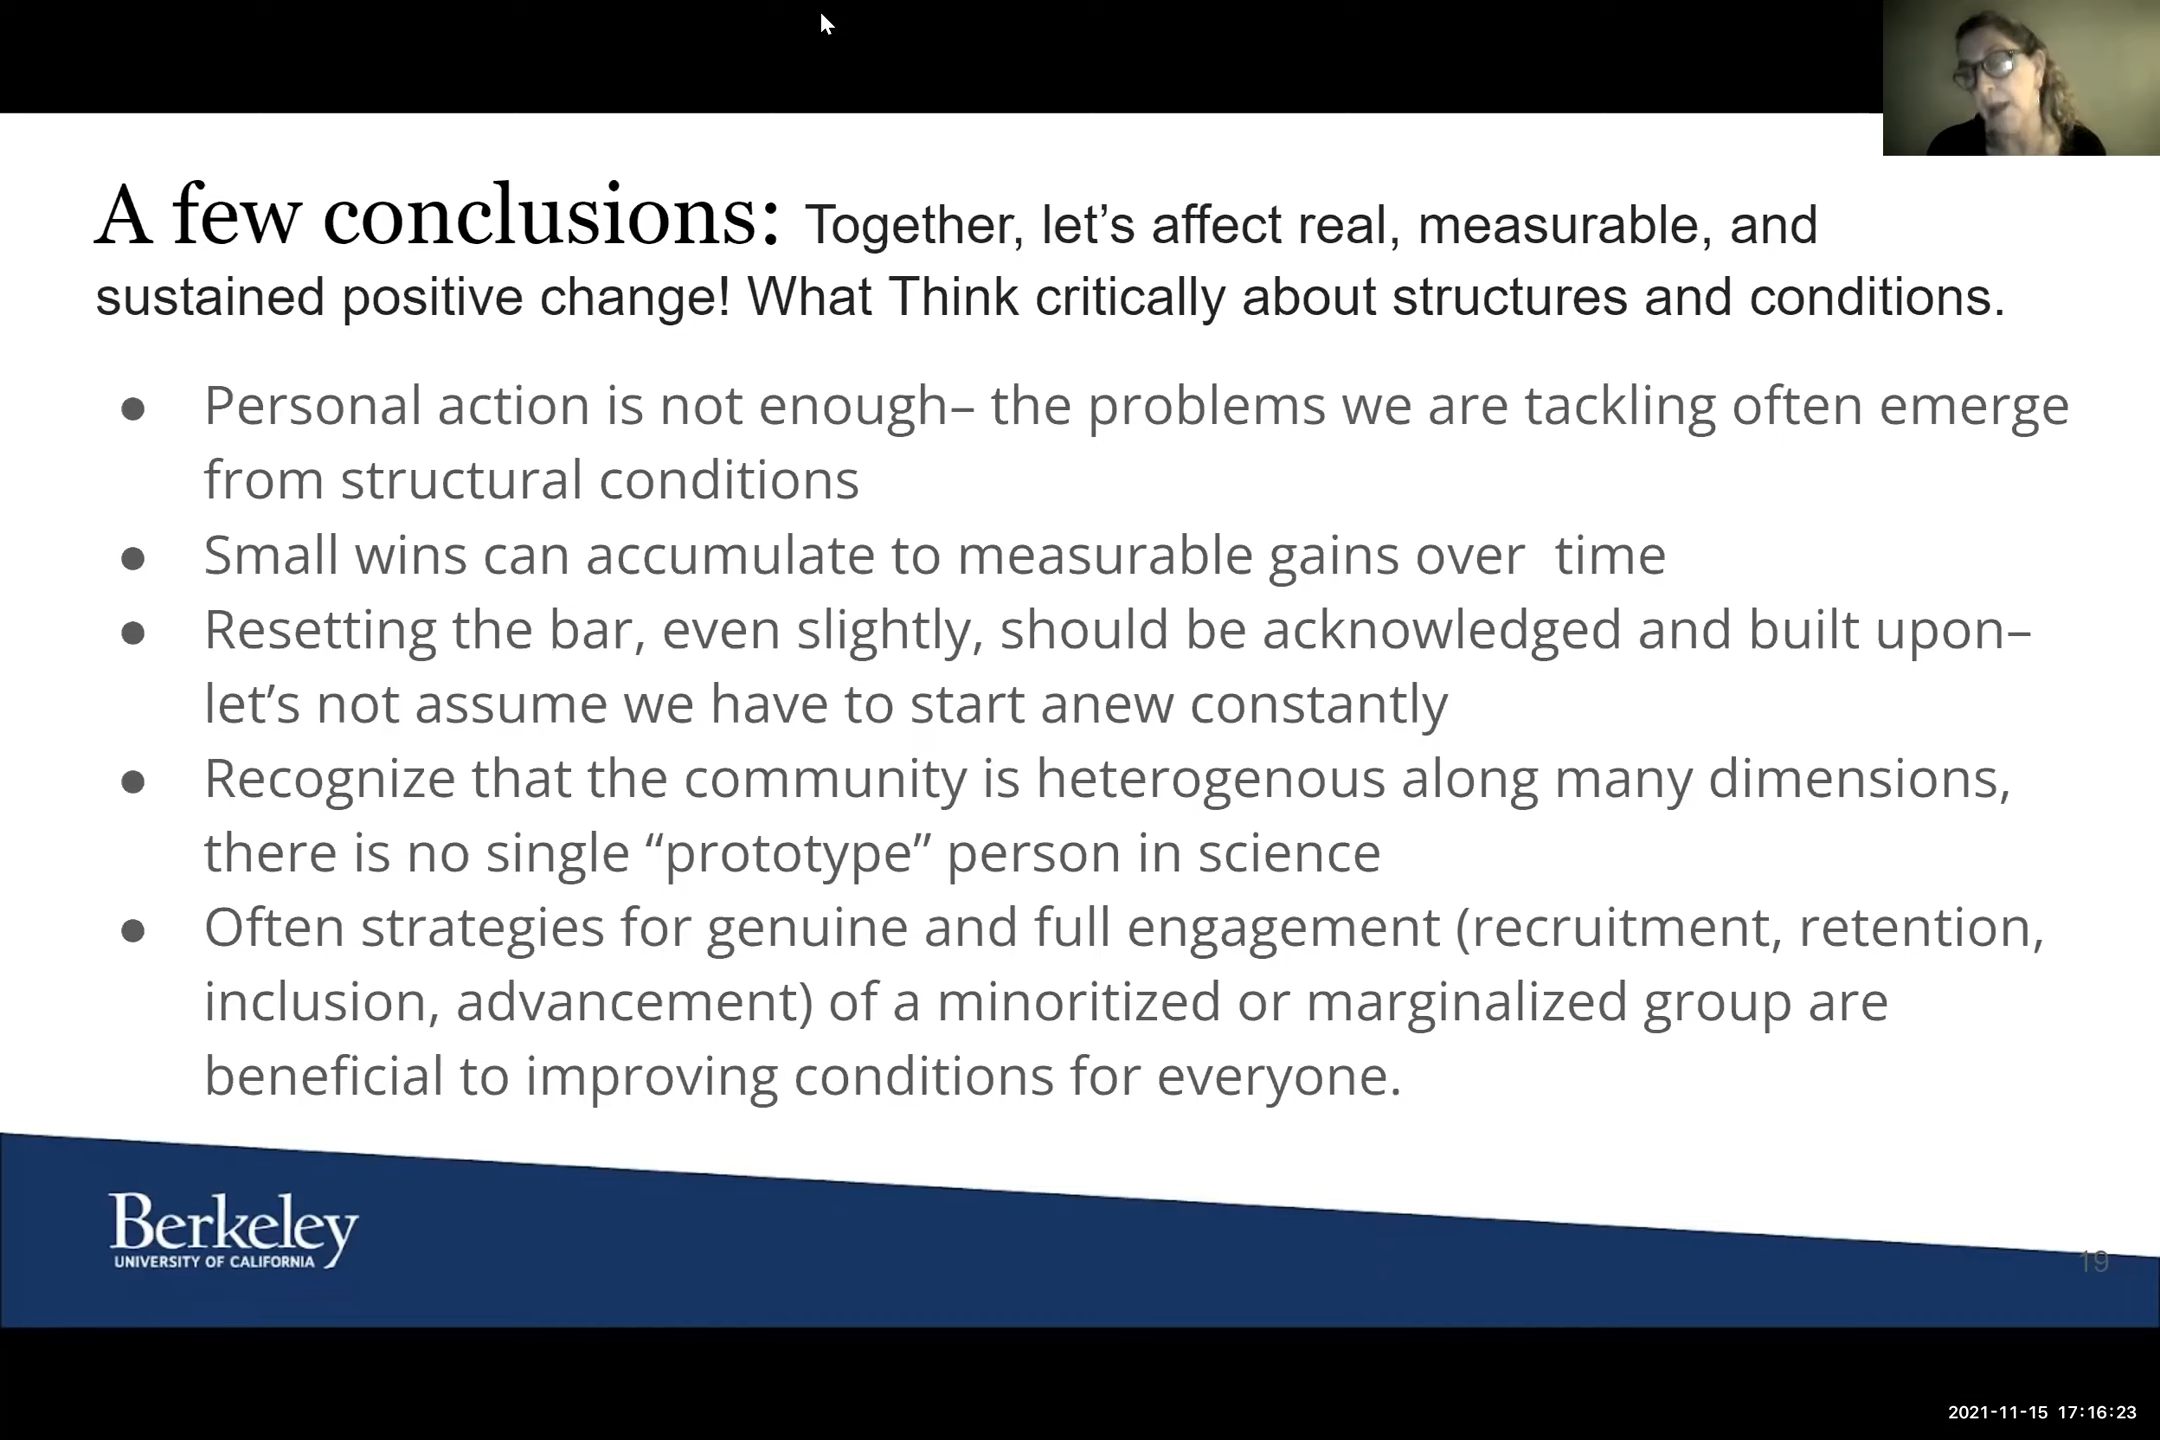 A few conclusions: Together, let’s affect real, measurable, and
sustained positive change! What Think critically about structures and conditions.
● Personal action is not enough– the problems we are tackling often emerge
from structural conditions
● Small wins can accumulate to measurable gains over  time
● Resetting the bar, even slightly, should be acknowledged and built upon–
let’s not assume we have to start anew constantly
● Recognize that the community is heterogenous along many dimensions,
there is no single “prototype” person in science
● Often strategies for genuine and full engagement (recruitment, retention,
inclusion, advancement) of a minoritized or marginalized group are
beneficial to improving conditions for everyone.
Berkeley
UNIVERSITY OF CALIFORNIA
19
2021-11-15 17:16:23